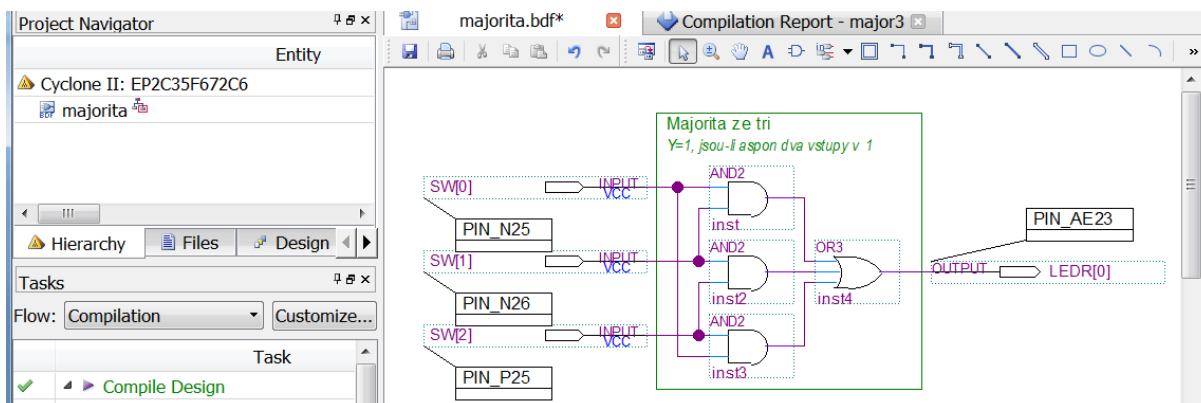 Project Navigator
Entity
Cyclone II: EP2C35F672C6
majorita
Hierarchy
Files
Design
Tasks
Flow:
Compilation
Customize...
Task
Compile Design
majorita.bdf*
Compilation Report - major3
A
»
Majorita ze tri
Y=1, jsou-li aspon dva vstupy v 1
SW[0]
INPUT
VCC
PIN_N25
AND2
inst
SW[1]
INPUT
VCC
PIN_N26
AND2
inst2
SW[2]
INPUT
VCC
PIN_P25
AND2
inst3
OR3
inst4
PIN_AE23
OUTPUT
LEDR[0]